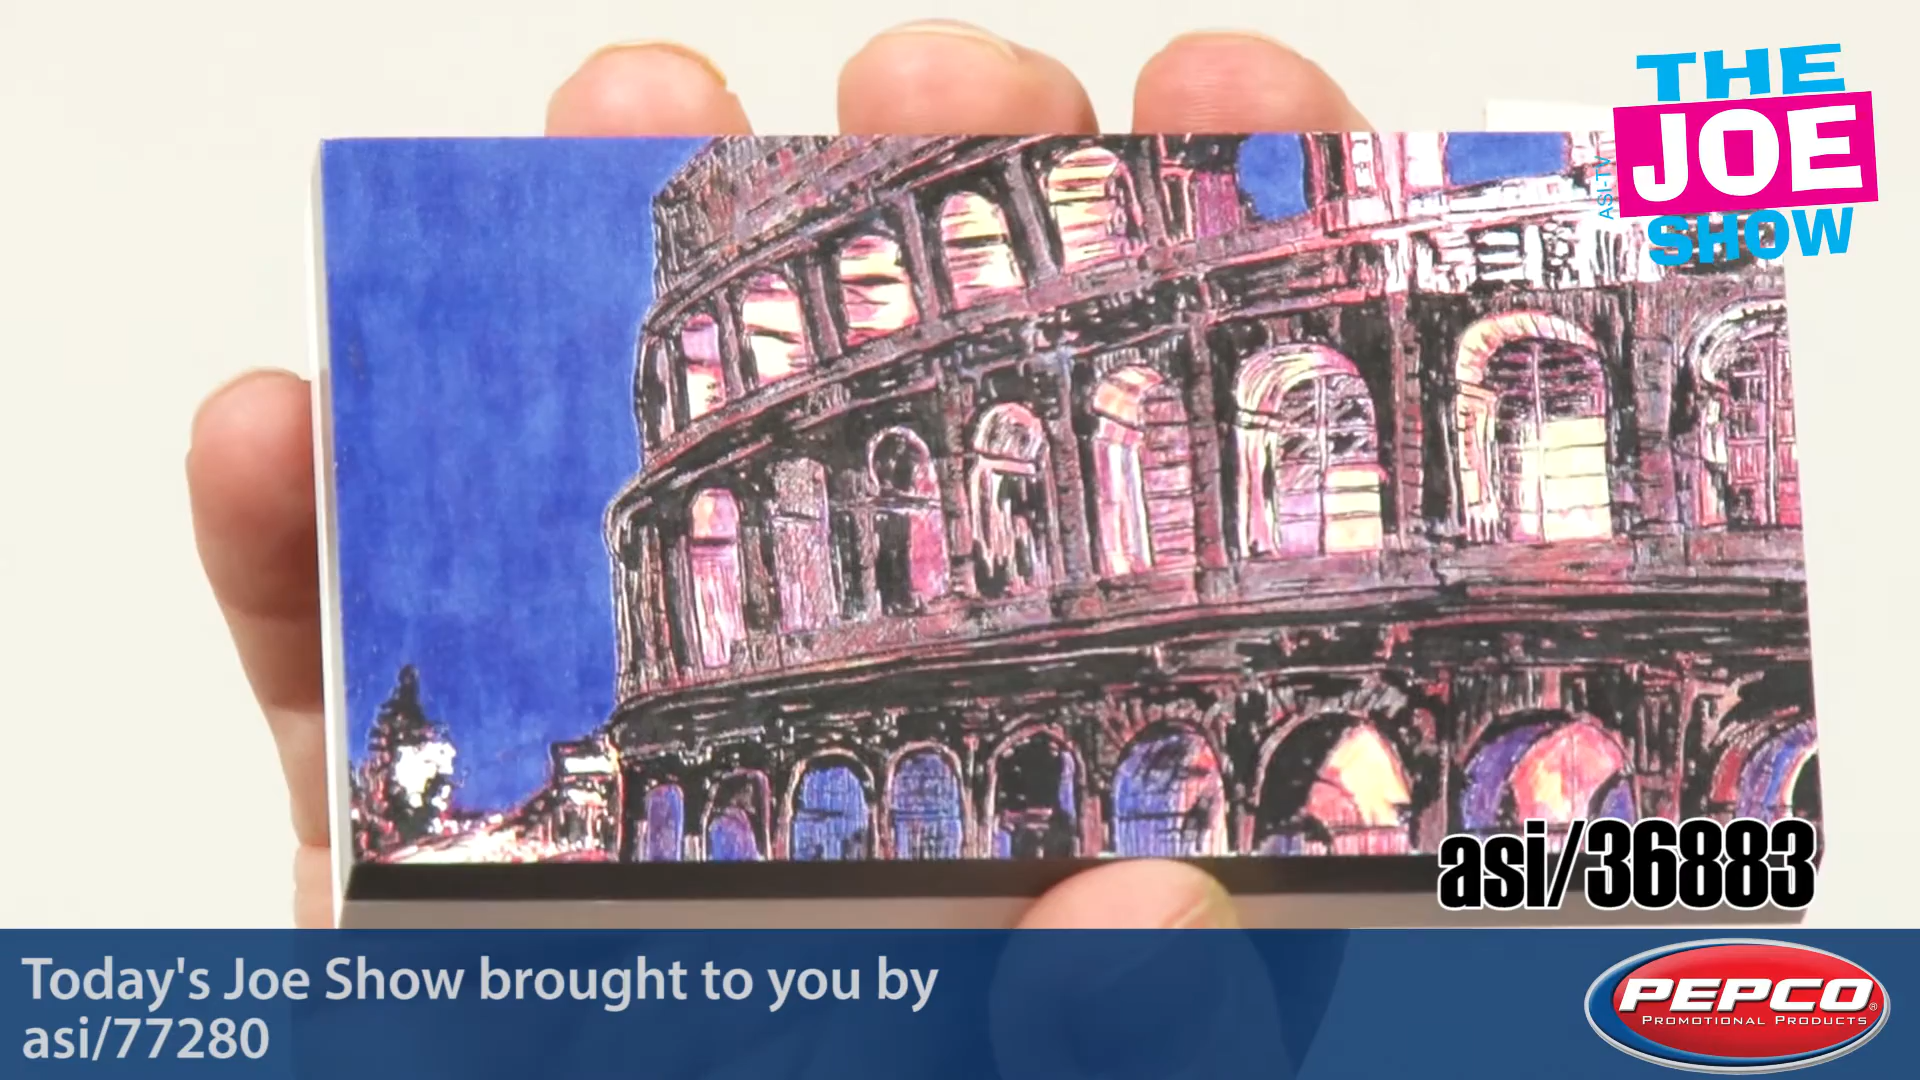 THE
JOE
SHOW
ASI-TV
asi/36883
Today's Joe Show brought to you by
asi/77280
PEPCO®
PROMOTIONAL PRODUCTS